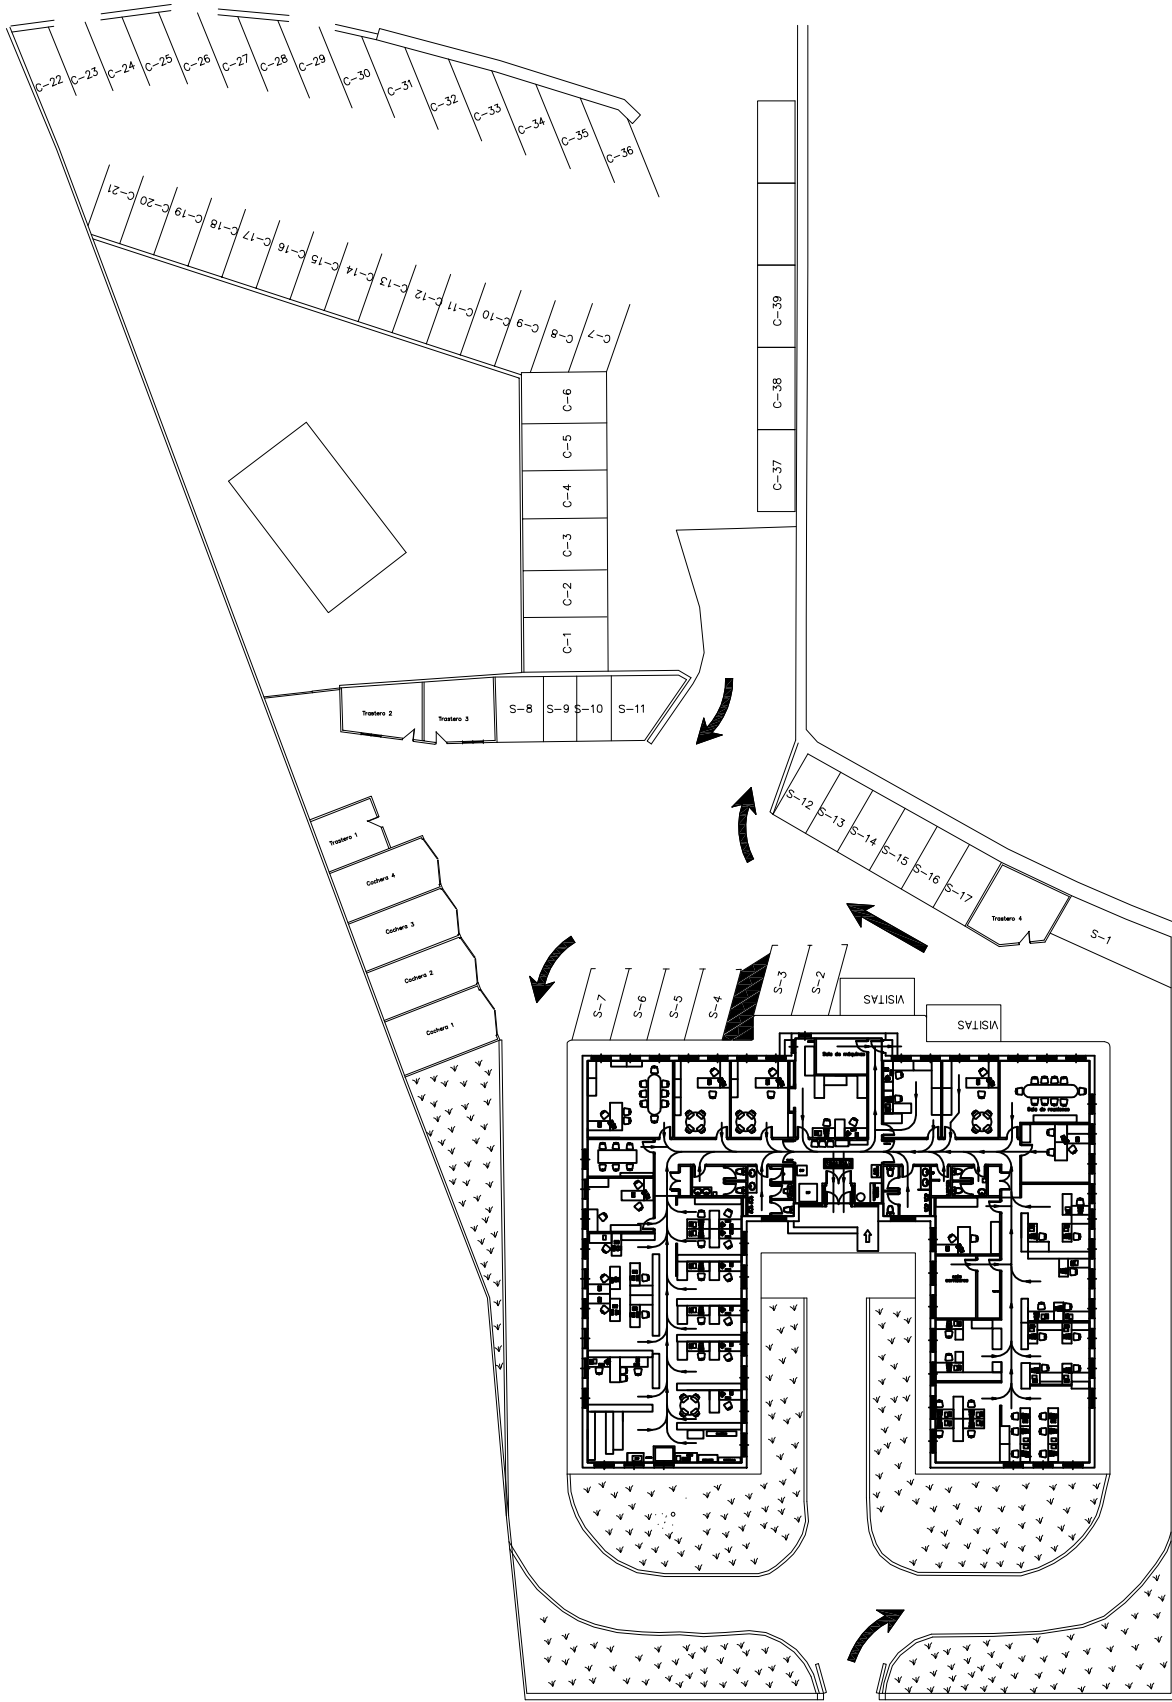 C-22
C-23
C-24
C-25
C-26
C-27
C-28
C-29
C-30
C-31
C-32
C-33
C-34
C-35
C-36
C-21
C-20
C-19
C-18
C-17
C-16
C-15
C-14
C-13
C-12
C-11
C-10
C-9
C-8
C-7
C-39
C-38
C-37
C-6
C-5
C-4
C-3
C-2
C-1
Trastero 2
Trastero 3
S-8
S-9
S-10
S-11
S-12
S-13
S-14
S-15
S-16
S-17
Trastero 4
S-1
Trastero 1
Cochera 4
Cochera 3
Cochera 2
Cochera 1
S-7
S-6
S-5
S-4
S-3
S-2
VISITAS
VISITAS
Sala de máquinas
Sala de reuniones